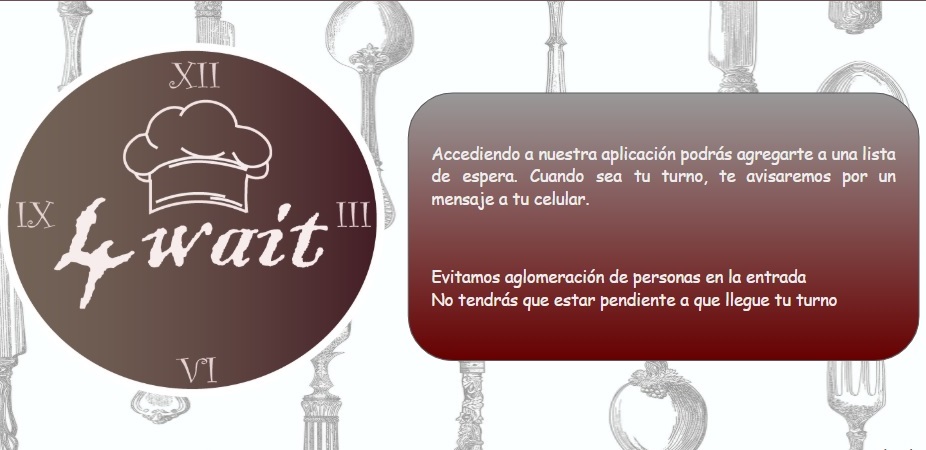 XII
IX
III
4wait
VI
Accediendo a nuestra aplicación podrás agregarte a una lista
de espera. Cuando sea tu turno, te avisaremos por un
mensaje a tu celular.
Evitamos aglomeración de personas en la entrada
No tendrás que estar pendiente a que llegue tu turno